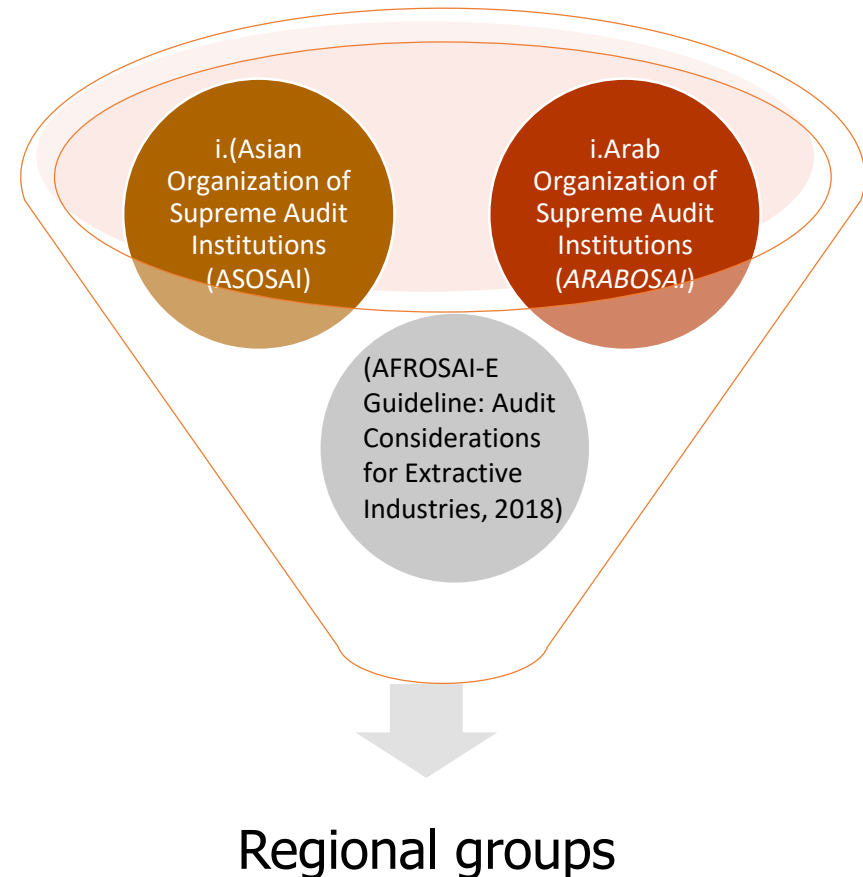 i.(Asian
Organization of
Supreme Audit
Institutions
(ASOSAI)
i.Arab
Organization of
Supreme Audit
Institutions
(ARABOSAI)
(AFROSAI-E
Guideline: Audit
Considerations
for Extractive
Industries, 2018)
Regional groups